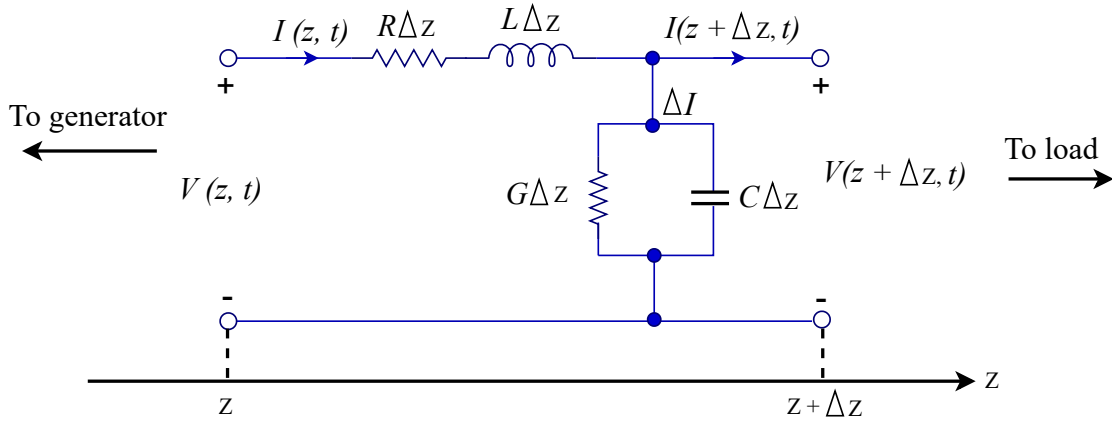 I (z, t)
RΔz
LΔz
I(z + Δz, t)
+
+
ΔI
To generator
To load
V (z, t)
GΔz
CΔz
V(z + Δz, t)
-
-
z
z
z + Δz